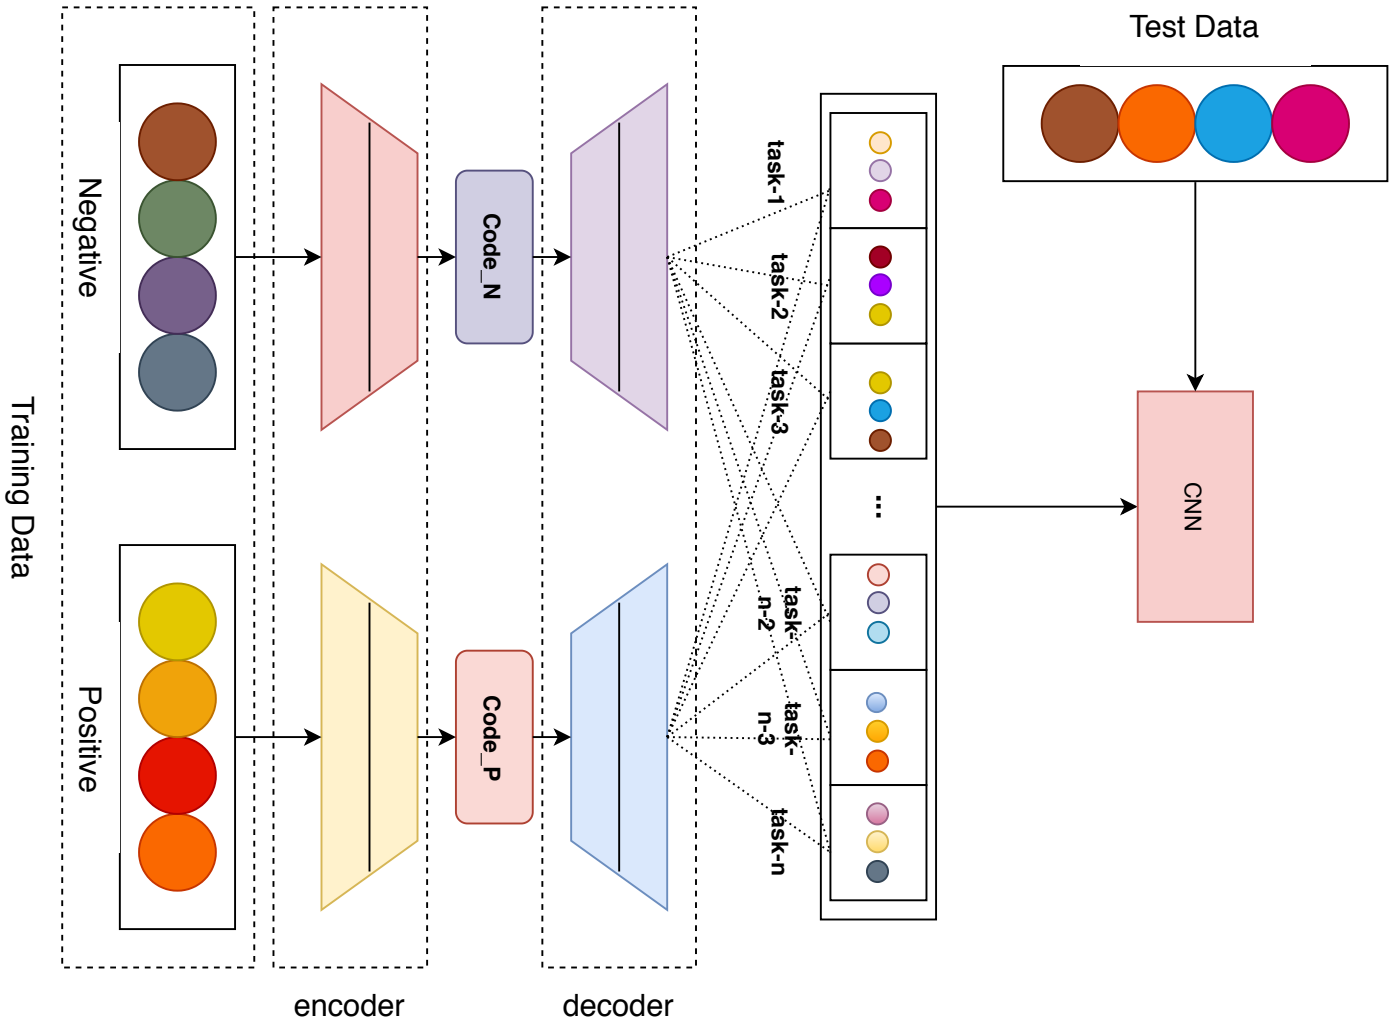 Test Data
Training Data
Negative
Positive
Code_N
Code_P
task-1
task-2
task-3
...
task-
n-2
task-
n-3
task-n
CNN
encoder
decoder